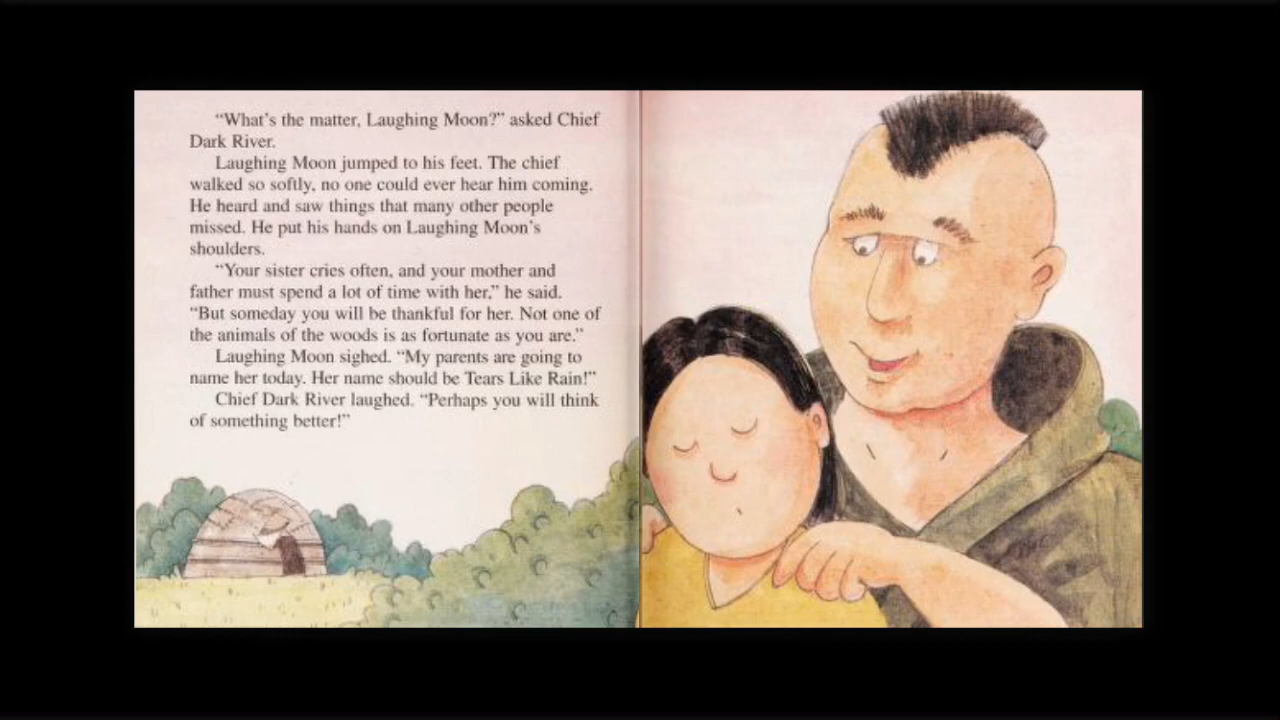 “What’s the matter, Laughing Moon?” asked Chief
Dark River.
Laughing Moon jumped to his feet. The chief
walked so softly, no one could ever hear him coming.
He heard and saw things that many other people
missed. He put his hands on Laughing Moon’s
shoulders.
“Your sister cries often, and your mother and
father must spend a lot of time with her,” he said.
“But someday you will be thankful for her. Not one of
the animals of the woods is as fortunate as you are.”
Laughing Moon sighed. “My parents are going to
name her today. Her name should be Tears Like Rain!”
Chief Dark River laughed. “Perhaps you will think
of something better!”